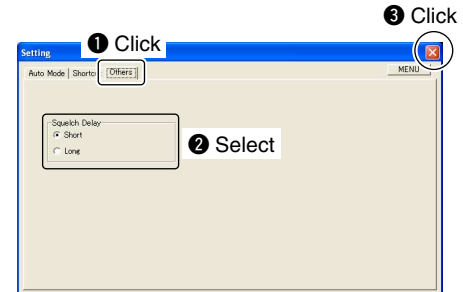 ❸ Click
❶ Click
Setting
Auto Mode Shortc Others MENU
Squelch Delay
Short
Long
❷ Select